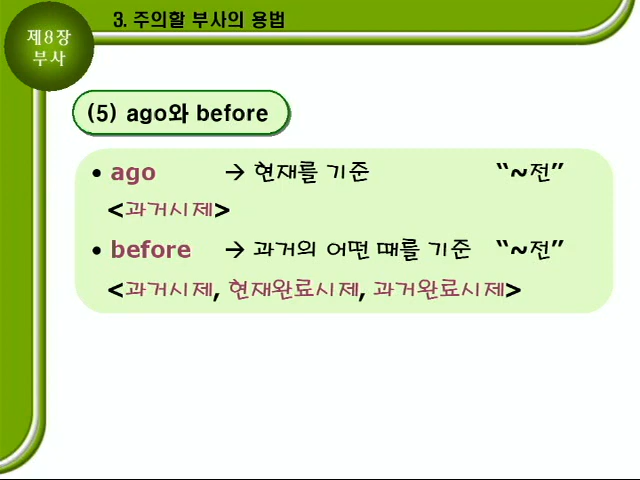 제8장
부사
3. 주의할 부사의 용법
(5) ago와 before
• ago → 현재를 기준 “~전”
<과거시제>
• before → 과거의 어떤 때를 기준 “~전”
<과거시제, 현재완료시제, 과거완료시제>